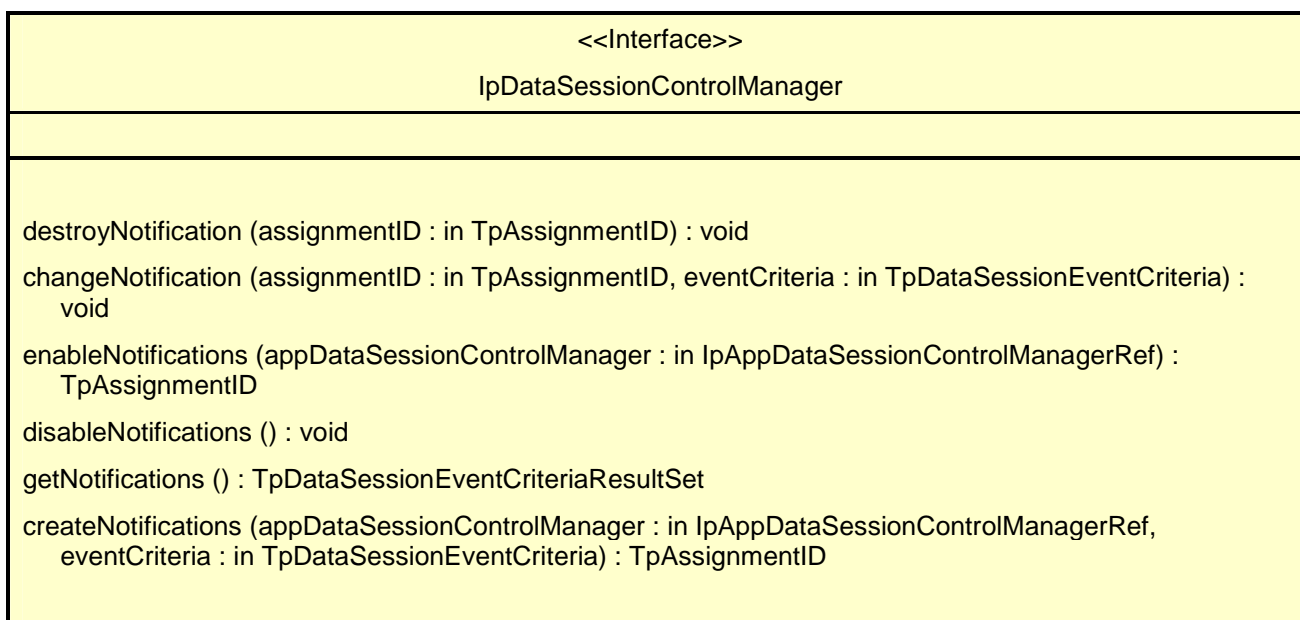 <<Interface>>
IpDataSessionControlManager
destroyNotification (assignmentID : in TpAssignmentID) : void
changeNotification (assignmentID : in TpAssignmentID, eventCriteria : in TpDataSessionEventCriteria) :
void
enableNotifications (appDataSessionControlManager : in IpAppDataSessionControlManagerRef) :
TpAssignmentID
disableNotifications () : void
getNotifications () : TpDataSessionEventCriteriaResultSet
createNotifications (appDataSessionControlManager : in IpAppDataSessionControlManagerRef,
eventCriteria : in TpDataSessionEventCriteria) : TpAssignmentID